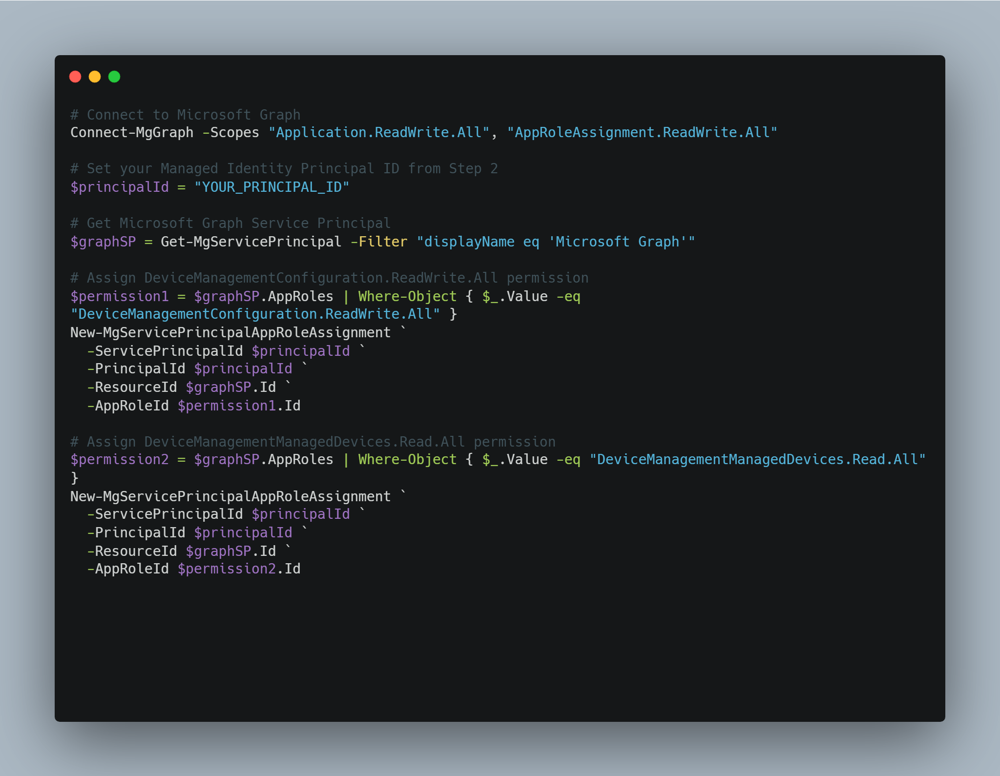 # Connect to Microsoft Graph
Connect-MgGraph -Scopes "Application.ReadWrite.All", "AppRoleAssignment.ReadWrite.All"
# Set your Managed Identity Principal ID from Step 2
$principalId = "YOUR_PRINCIPAL_ID"
# Get Microsoft Graph Service Principal
$graphSP = Get-MgServicePrincipal -Filter "displayName eq 'Microsoft Graph'"
# Assign DeviceManagementConfiguration.ReadWrite.All permission
$permission1 = $graphSP.AppRoles | Where-Object { $_.Value -eq
"DeviceManagementConfiguration.ReadWrite.All" }
New-MgServicePrincipalAppRoleAssignment `
  -ServicePrincipalId $principalId `
  -PrincipalId $principalId `
  -ResourceId $graphSP.Id `
  -AppRoleId $permission1.Id
# Assign DeviceManagementManagedDevices.Read.All permission
$permission2 = $graphSP.AppRoles | Where-Object { $_.Value -eq "DeviceManagementManagedDevices.Read.All"
}
New-MgServicePrincipalAppRoleAssignment `
  -ServicePrincipalId $principalId `
  -PrincipalId $principalId `
  -ResourceId $graphSP.Id `
  -AppRoleId $permission2.Id